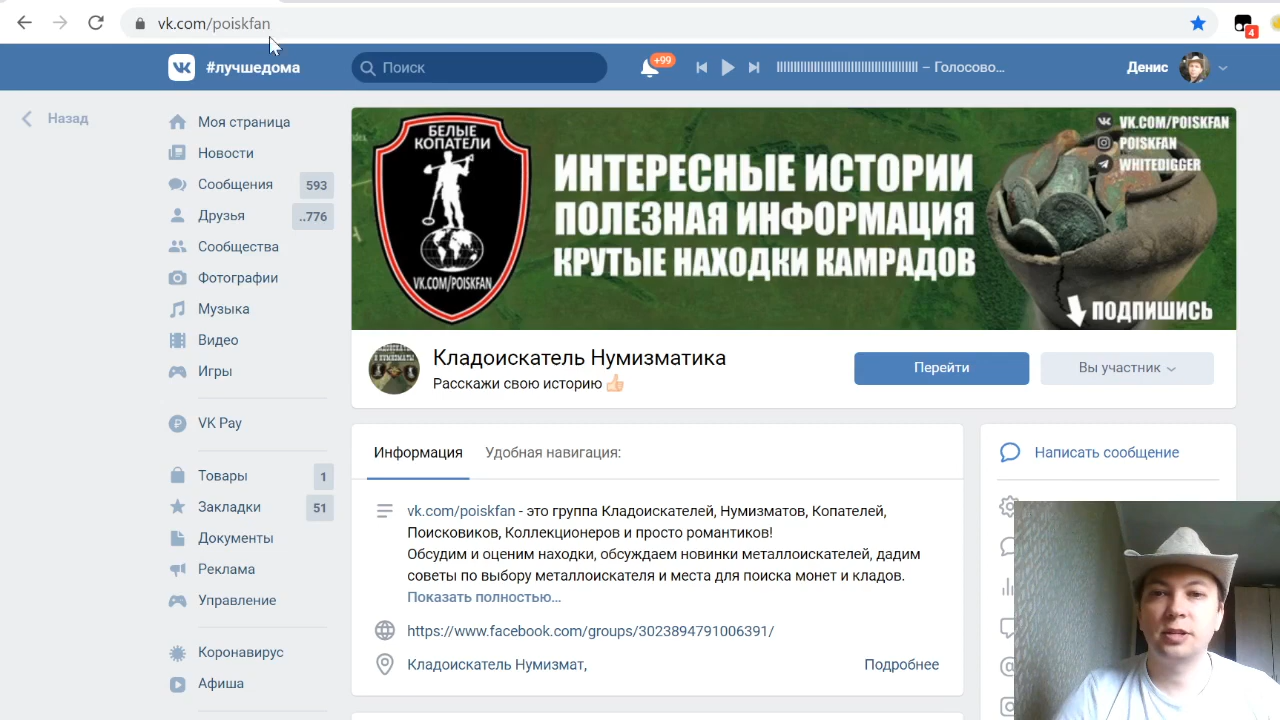 vk.com/poiskfan
4
#лучшедома
Поиск
+99
– Голосово...
Денис
Назад
Моя страница
Новости
Сообщения 593
Друзья ..776
Сообщества
Фотографии
Музыка
Видео
Игры
VK Pay
Товары 1
Закладки 51
Документы
Реклама
Управление
Коронавирус
Афиша
БЕЛЫЕ
КОПАТЕЛИ
VK.COM/POISKFAN
ИНТЕРЕСНЫЕ ИСТОРИИ
ПОЛЕЗНАЯ ИНФОРМАЦИЯ
КРУТЫЕ НАХОДКИ КАМРАДОВ
VK.COM/POISKFAN
POISKFAN
WHITEDIGGER
ПОДПИШИСЬ
Кладоискатель Нумизматика
Расскажи свою историю 👍
Перейти
Вы участник
Информация
Удобная навигация:
vk.com/poiskfan - это группа Кладоискателей, Нумизматов, Копателей,
Поисковиков, Коллекционеров и просто романтиков!
Обсудим и оценим находки, обсуждаем новинки металлоискателей, дадим
советы по выбору металлоискателя и места для поиска монет и кладов.
Показать полностью...
https://www.facebook.com/groups/3023894791006391/
Кладоискатель Нумизмат,
Подробнее
Написать сообщение